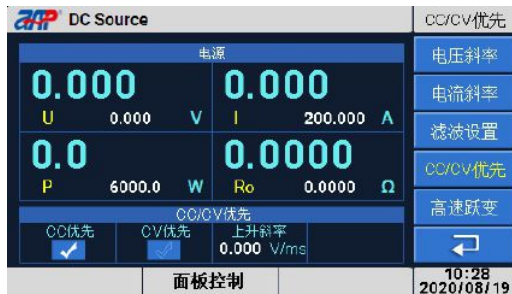 AAP DC Source CC/CV优先
电源
0.000 0.000
U 0.000 V I 200.000 A
0.0 0.0000
P 6000.0 W Ro 0.0000 Ω
CC/CV优先
CC优先 CV优先 上升斜率
0.000 V/ms
电压斜率
电流斜率
滤波设置
CC/CV优先
高速跃变
面板控制
10:28
2020/08/19